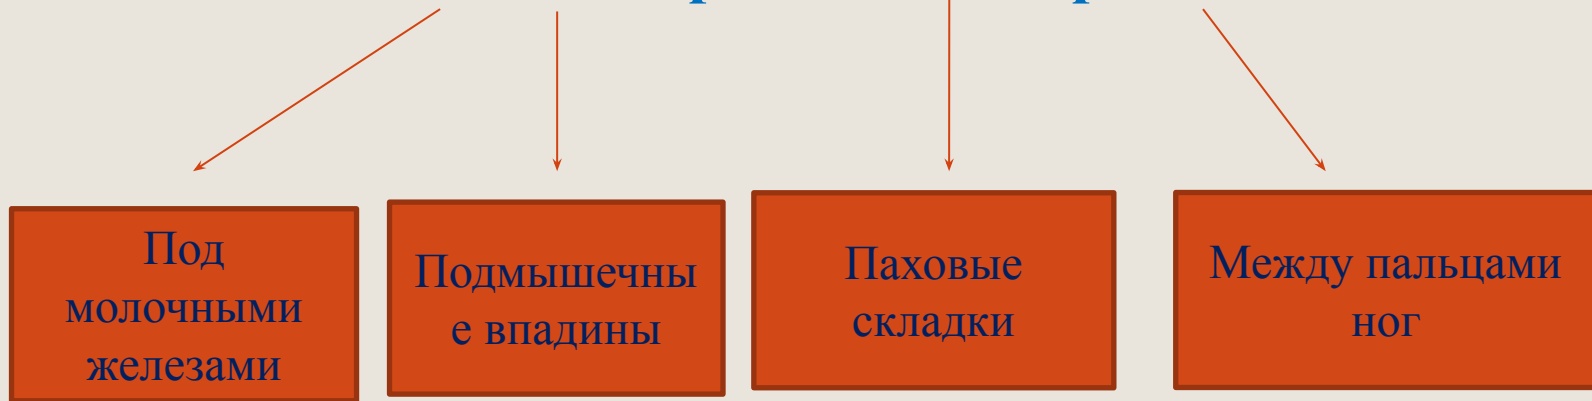 Под
молочными
железами
Подмышечны
е впадины
Паховые
складки
Между пальцами
ног